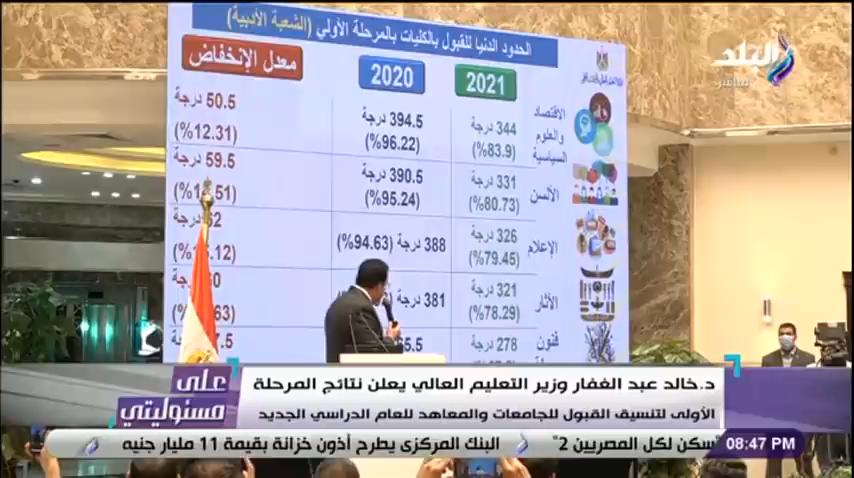 الحدود الدنيا للقبول بالكليات بالمرحلة الأولي (الشعبة الأدبية)
2021
2020
معدل الإنخفاض
الاقتصاد والعلوم السياسية
344 درجة (%83.9)
394.5 درجة (%96.22)
50.5 درجة (%12.31)
الألسن
331 درجة (%80.73)
390.5 درجة (%95.24)
59.5 درجة
الإعلام
326 درجة (%79.45)
388 درجة (%94.63)
الآثار
321 درجة (%78.29)
381 درجة
فنون
278 درجة
صدى البلد
مباشر
على مسئوليتي
د.خالد عبد الغفار وزير التعليم العالي يعلن نتائج المرحلة
الأولى لتنسيق القبول للجامعات والمعاهد للعام الدراسي الجديد
08:47 PM
"سكن لكل المصريين 2" البنك المركزى يطرح أذون خزانة بقيمة 11 مليار جنيه